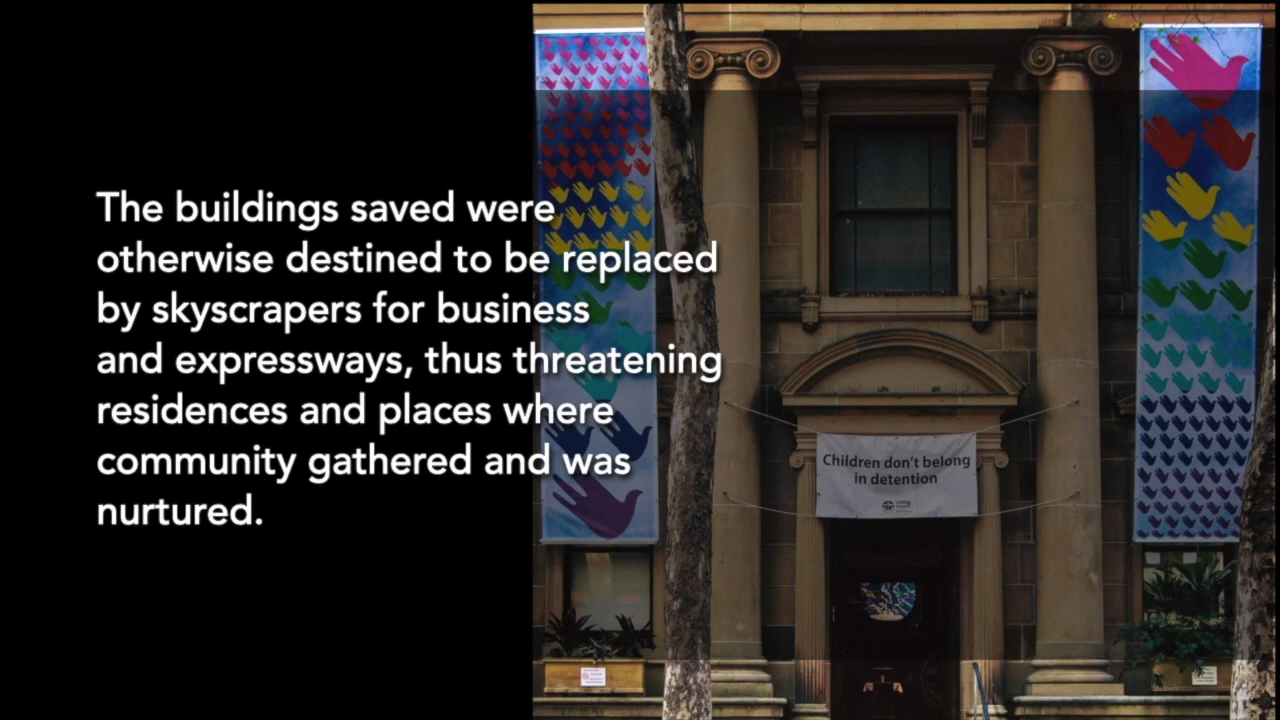 The buildings saved were
otherwise destined to be replaced
by skyscrapers for business
and expressways, thus threatening
residences and places where
community gathered and was
nurtured.
Children don't belong
in detention